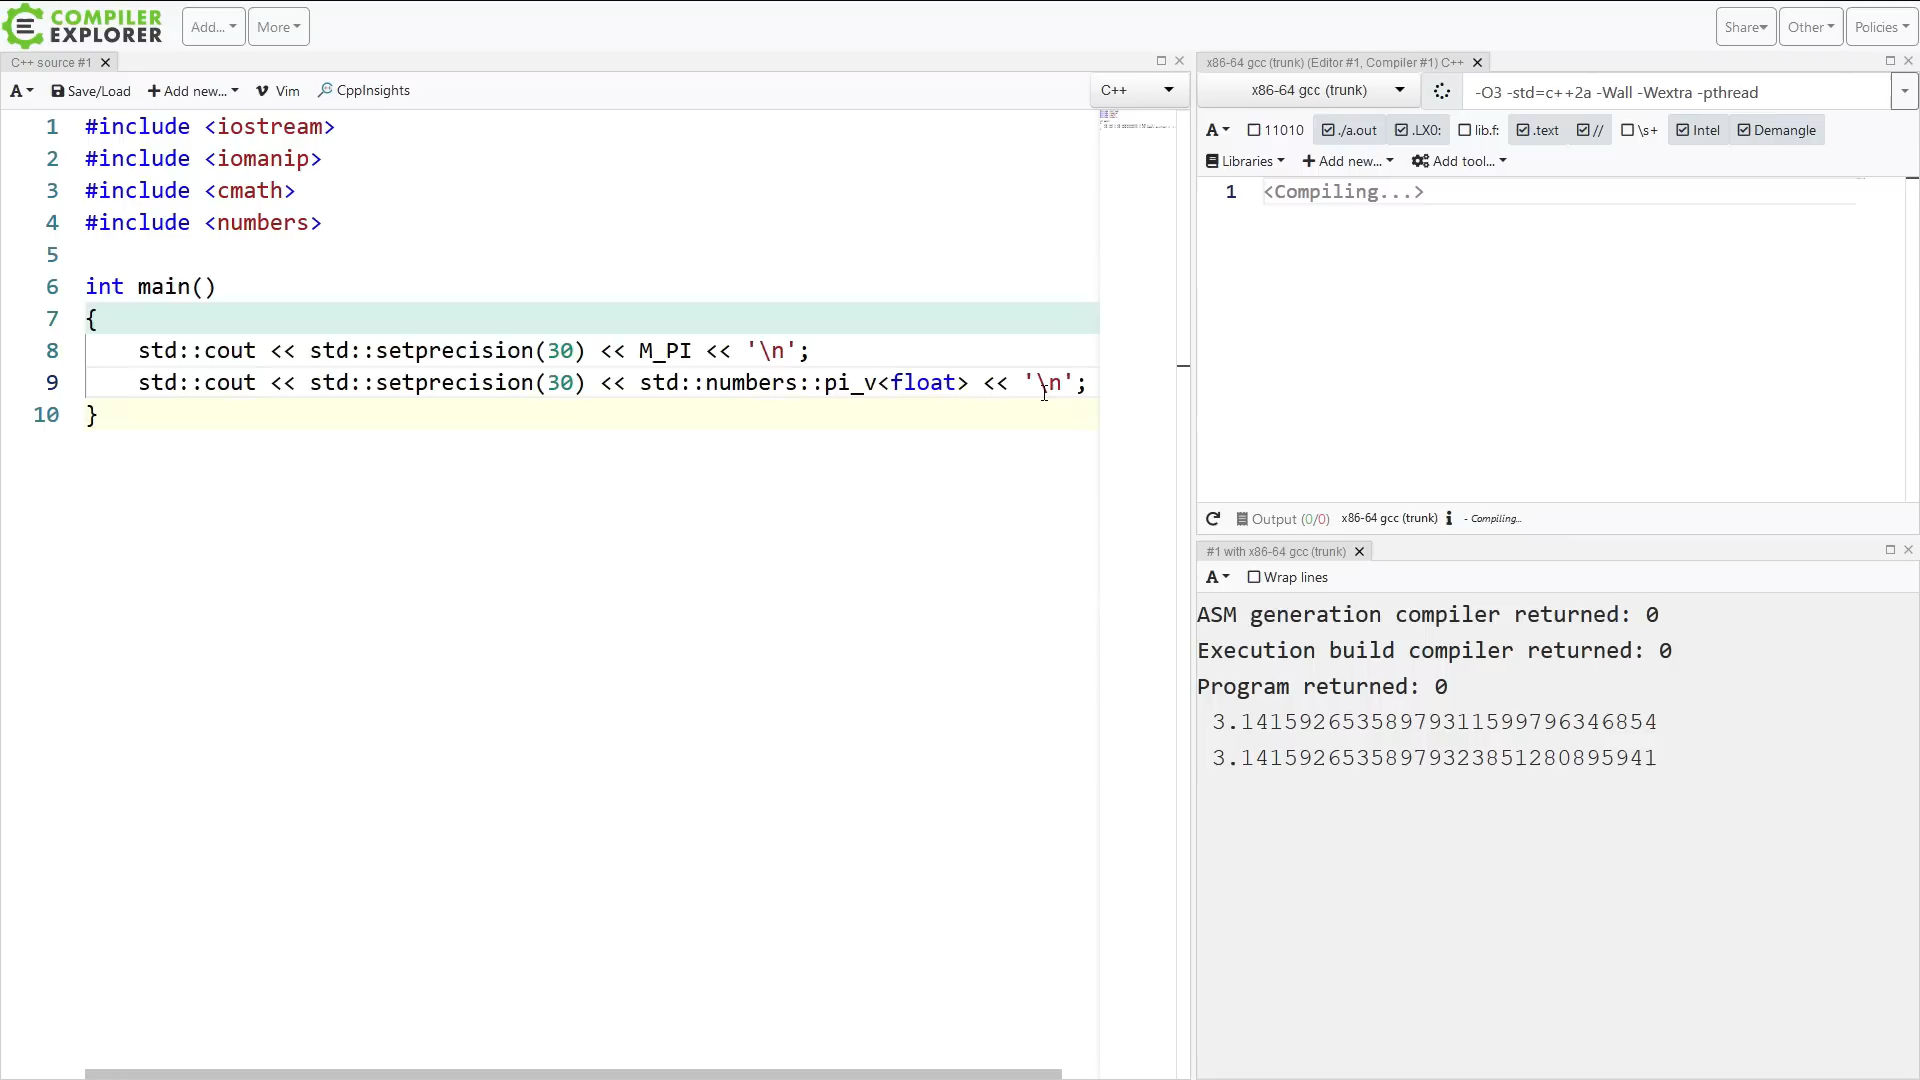 COMPILER
EXPLORER
Add...
More
Share
Other
Policies
C++ source #1
A
Save/Load
Add new...
Vim
CppInsights
C++
1 #include <iostream>
2 #include <iomanip>
3 #include <cmath>
4 #include <numbers>
5
6 int main()
7 {
8 std::cout << std::setprecision(30) << M_PI << '\n';
9 std::cout << std::setprecision(30) << std::numbers::pi_v<float> << '\n';
10 }
x86-64 gcc (trunk) (Editor #1, Compiler #1) C++
x86-64 gcc (trunk)
-O3 -std=c++2a -Wall -Wextra -pthread
A
11010
./a.out
.LX0:
lib.f:
.text
//
\s+
Intel
Demangle
Libraries
Add new...
Add tool...
1 <Compiling...>
Output (0/0) x86-64 gcc (trunk) i - Compiling...
#1 with x86-64 gcc (trunk)
A
Wrap lines
ASM generation compiler returned: 0
Execution build compiler returned: 0
Program returned: 0
3.14159265358979311599796346854
3.14159265358979323851280895941